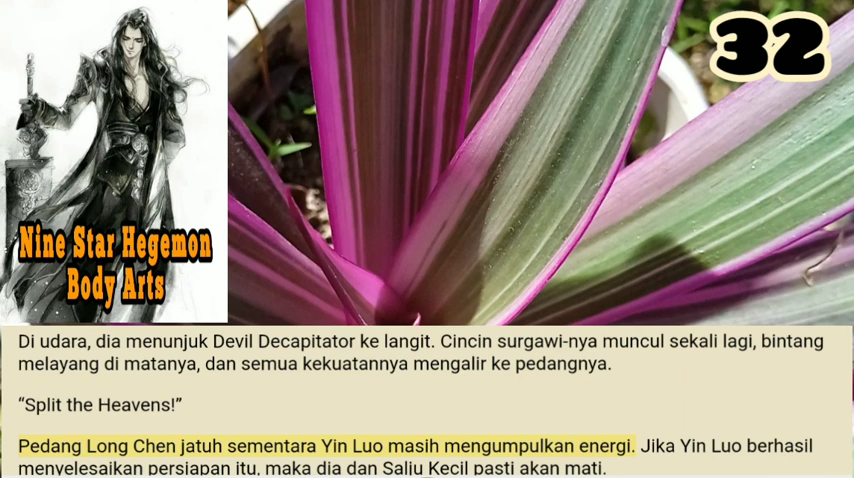 32
Nine Star Hegemon
Body Arts
Di udara, dia menunjuk Devil Decapitator ke langit. Cincin surgawi-nya muncul sekali lagi, bintang
melayang di matanya, dan semua kekuatannya mengalir ke pedangnya.
“Split the Heavens!”
Pedang Long Chen jatuh sementara Yin Luo masih mengumpulkan energi. Jika Yin Luo berhasil
menyelesaikan persiapan itu, maka dia dan Salju Kecil pasti akan mati.